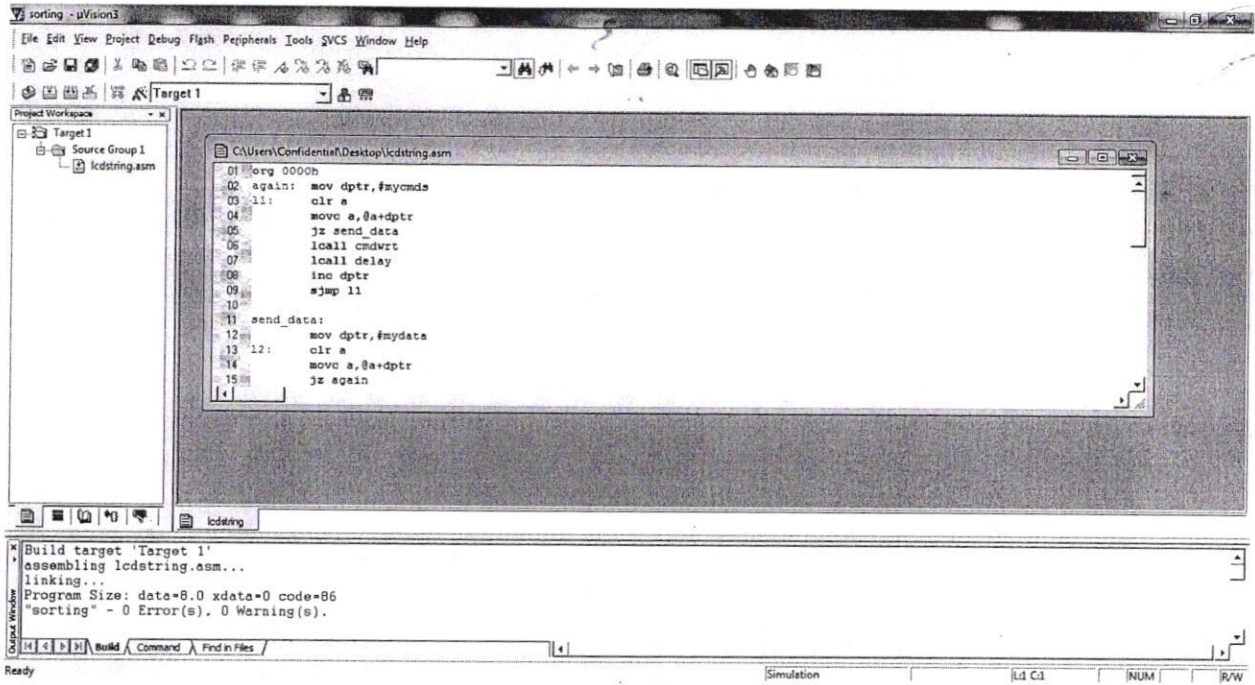 sorting - µVision3
File Edit View Project Debug Flash Peripherals Tools SVCS Window Help
Target 1
Project Workspace
Target 1
Source Group 1
lcdstring.asm
C:\Users\Confidential\Desktop\lcdstring.asm
01 org 0000h
02 again: mov dptr,#mycmds
03 l1: clr a
04 movc a,@a+dptr
05 jz send_data
06 lcall cmdwrt
07 lcall delay
08 inc dptr
09 sjmp l1
10
11 send_data:
12 mov dptr,#mydata
13 l2: clr a
14 movc a,@a+dptr
15 jz again
lcdstring
Build target 'Target 1'
assembling lcdstring.asm...
linking...
Program Size: data=8.0 xdata=0 code=86
"sorting" - 0 Error(s), 0 Warning(s).
Output Window
Build Command Find in Files
Ready Simulation L:1 C:1 NUM R/W